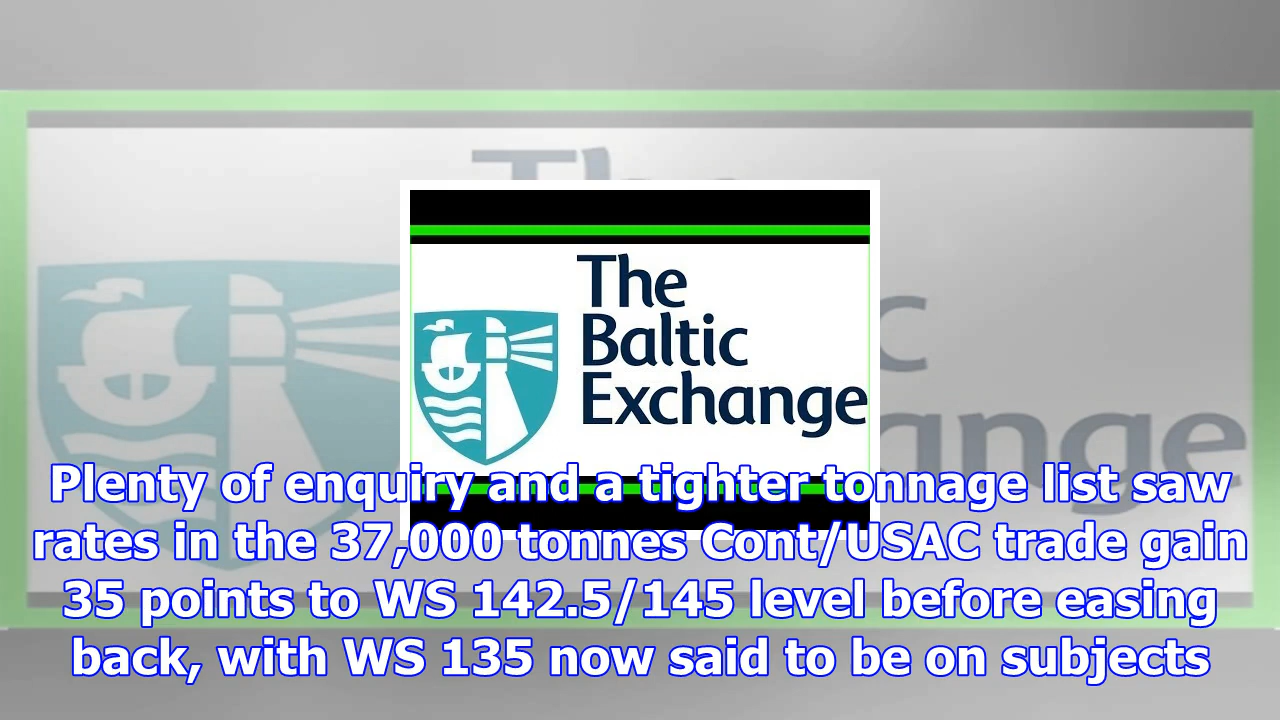 The
Baltic
Exchange
Plenty of enquiry and a tighter tonnage list saw
rates in the 37,000 tonnes Cont/USAC trade gain
35 points to WS 142.5/145 level before easing
back, with WS 135 now said to be on subjects